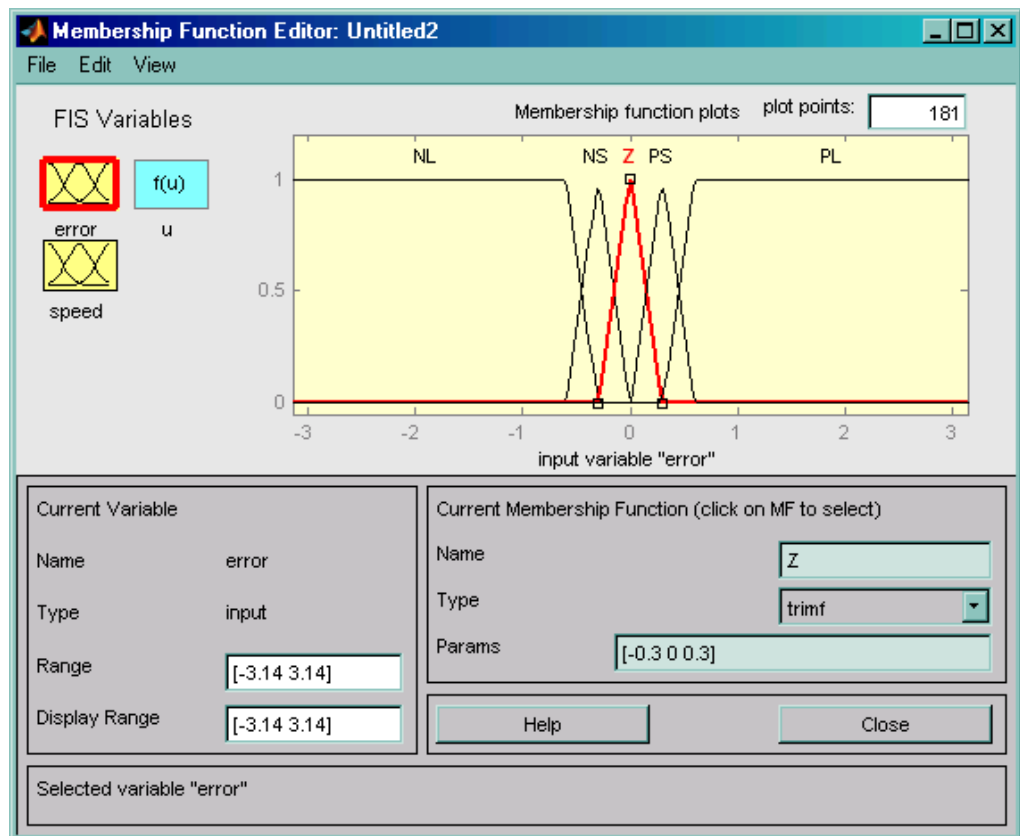 Membership Function Editor: Untitled2
File Edit View
FIS Variables
Membership function plots plot points: 181
f(u)
error u
speed
NL NS Z PS PL
1
0.5
0
-3 -2 -1 0 1 2 3
input variable "error"
Current Variable
Name error
Type input
Range [-3.14 3.14]
Display Range [-3.14 3.14]
Current Membership Function (click on MF to select)
Name Z
Type trimf
Params [-0.3 0 0.3]
Help Close
Selected variable "error"